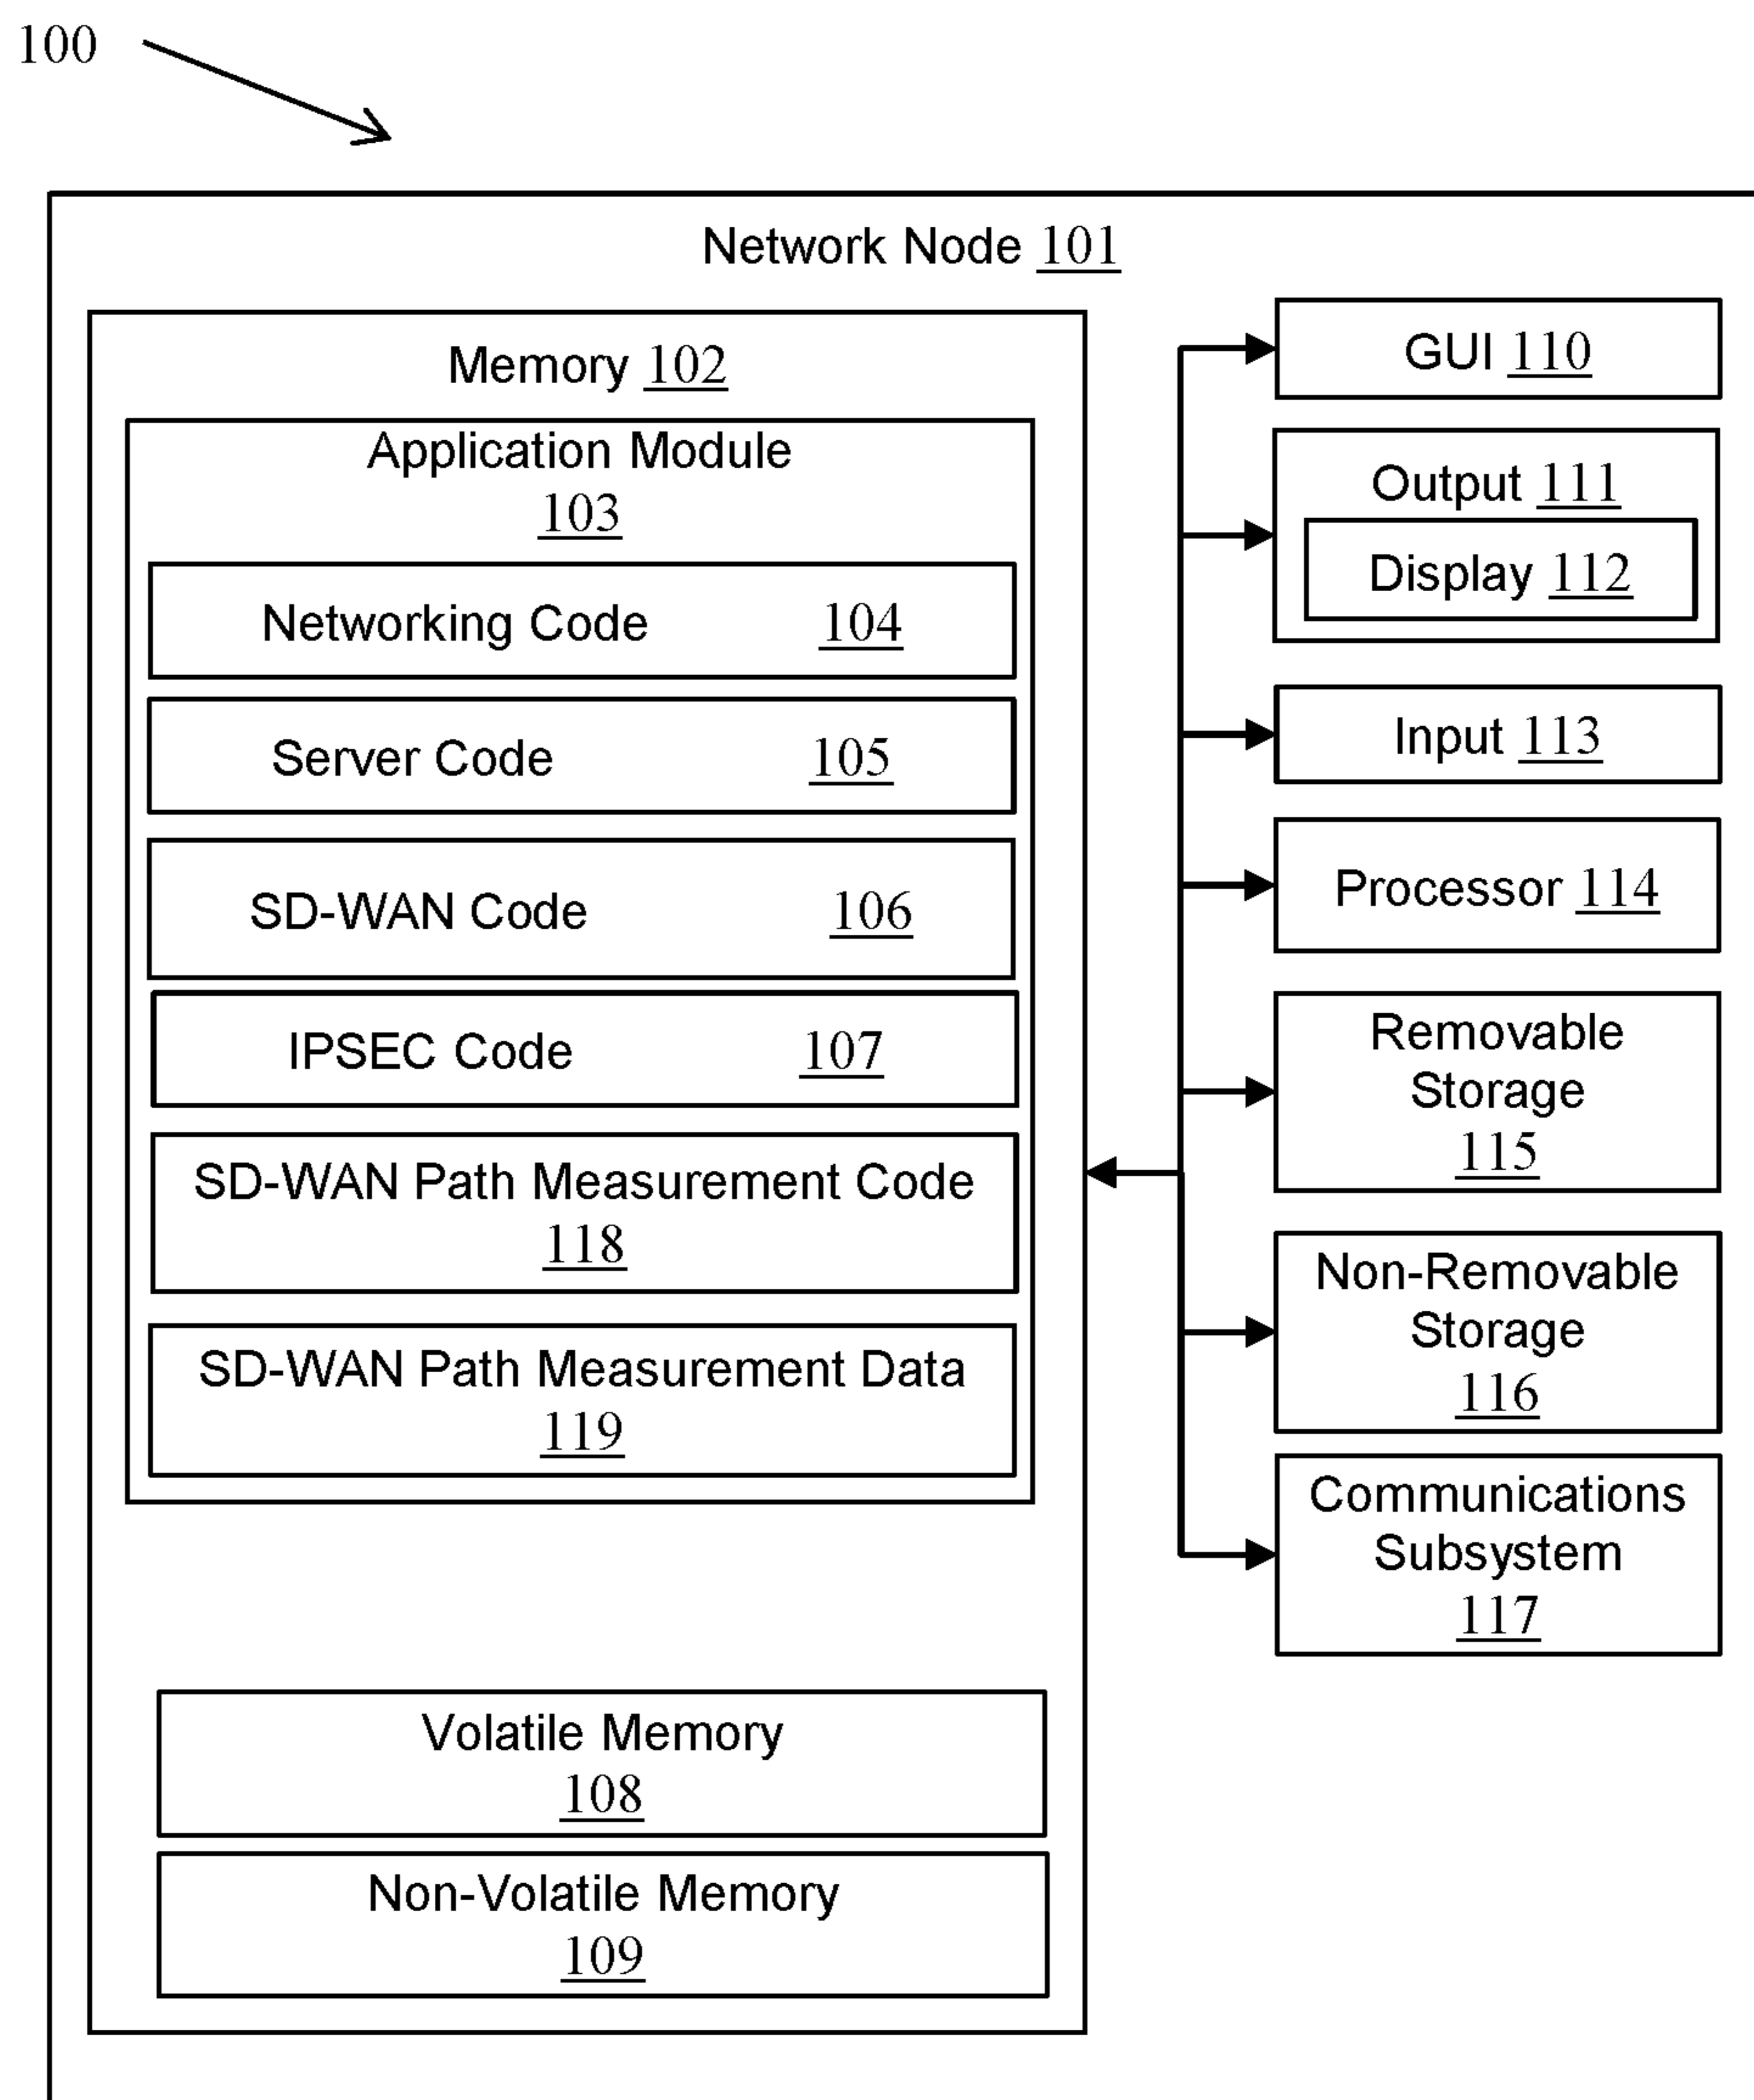 100
Network Node 101
Memory 102
Application Module
103
Networking Code 104
Server Code 105
SD-WAN Code 106
IPSEC Code 107
SD-WAN Path Measurement Code
118
SD-WAN Path Measurement Data
119
Volatile Memory
108
Non-Volatile Memory
109
GUI 110
Output 111
Display 112
Input 113
Processor 114
Removable
Storage
115
Non-Removable
Storage
116
Communications
Subsystem
117